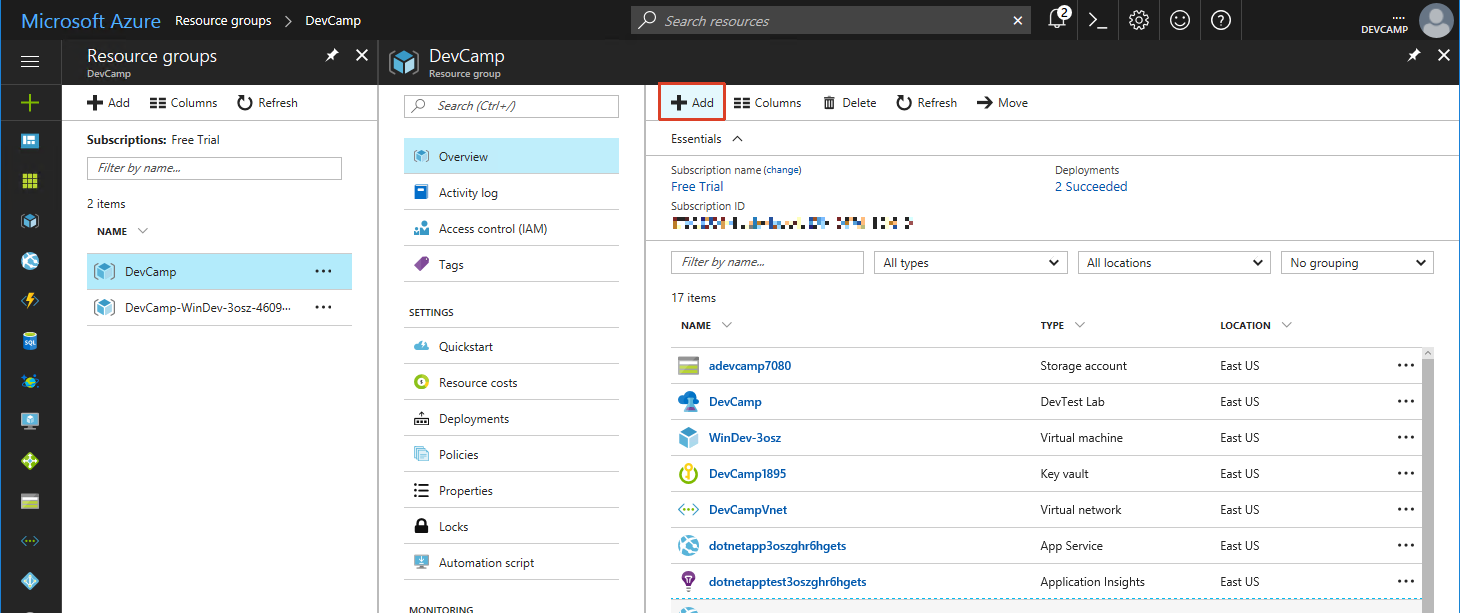 Microsoft Azure Resource groups > DevCamp
Search resources
2
DEVCAMP
Resource groups
DevCamp
Add Columns Refresh
Subscriptions: Free Trial
Filter by name...
2 items
NAME
DevCamp
DevCamp-WinDev-3osz-4609...
DevCamp
Resource group
Search (Ctrl+/)
Overview
Activity log
Access control (IAM)
Tags
SETTINGS
Quickstart
Resource costs
Deployments
Policies
Properties
Locks
Automation script
MONITORING
Add Columns Delete Refresh Move
Essentials
Subscription name (change)
Free Trial
Deployments
2 Succeeded
Subscription ID
Filter by name... All types All locations No grouping
17 items
NAME TYPE LOCATION
adevcamp7080 Storage account East US
DevCamp DevTest Lab East US
WinDev-3osz Virtual machine East US
DevCamp1895 Key vault East US
DevCampVnet Virtual network East US
dotnetapp3oszghr6hgets App Service East US
dotnetapptest3oszghr6hgets Application Insights East US
SQL